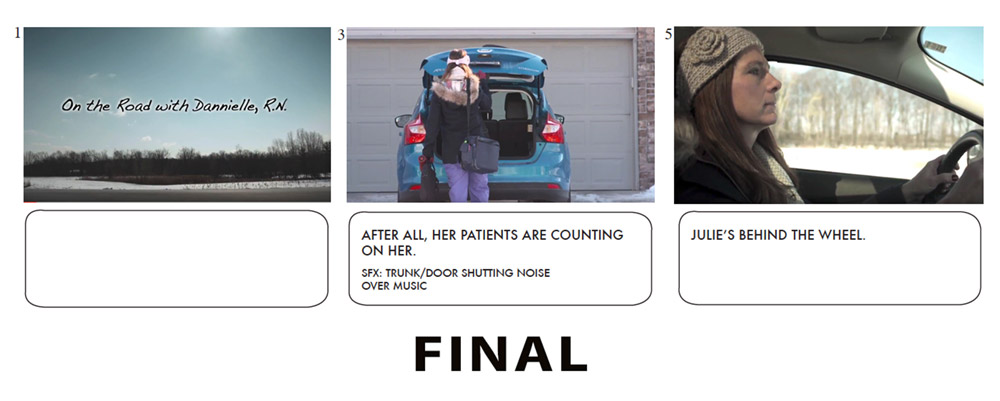 1
On the Road with Dannielle, R.N.
3
AFTER ALL, HER PATIENTS ARE COUNTING
ON HER.
SFX: TRUNK/DOOR SHUTTING NOISE
OVER MUSIC
5
JULIE'S BEHIND THE WHEEL.
FINAL